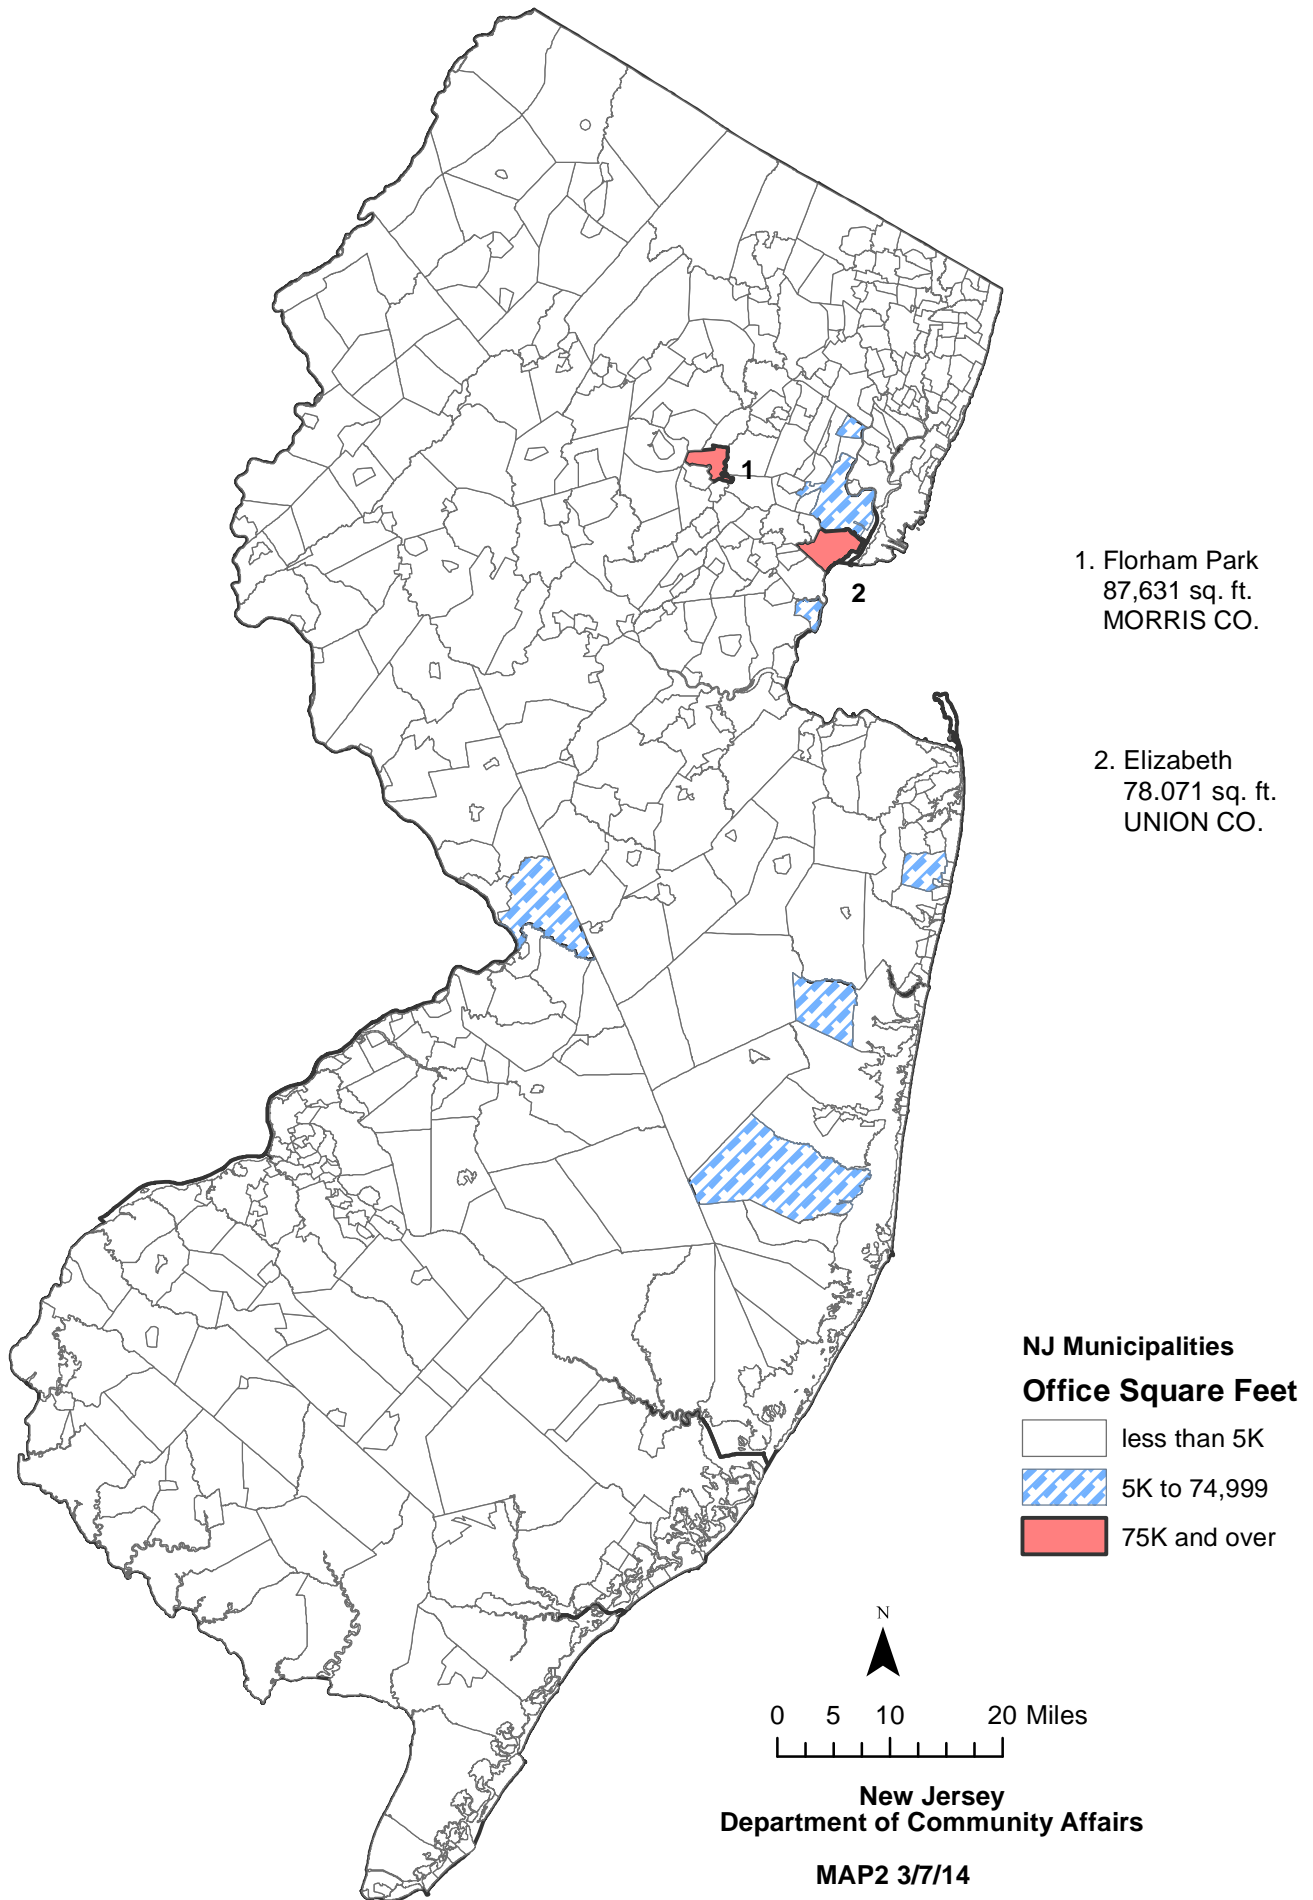 1
2
1. Florham Park
87,631 sq. ft.
MORRIS CO.
2. Elizabeth
78.071 sq. ft.
UNION CO.
NJ Municipalities
Office Square Feet
less than 5K
5K to 74,999
75K and over
N
0 5 10 20 Miles
New Jersey
Department of Community Affairs
MAP2 3/7/14